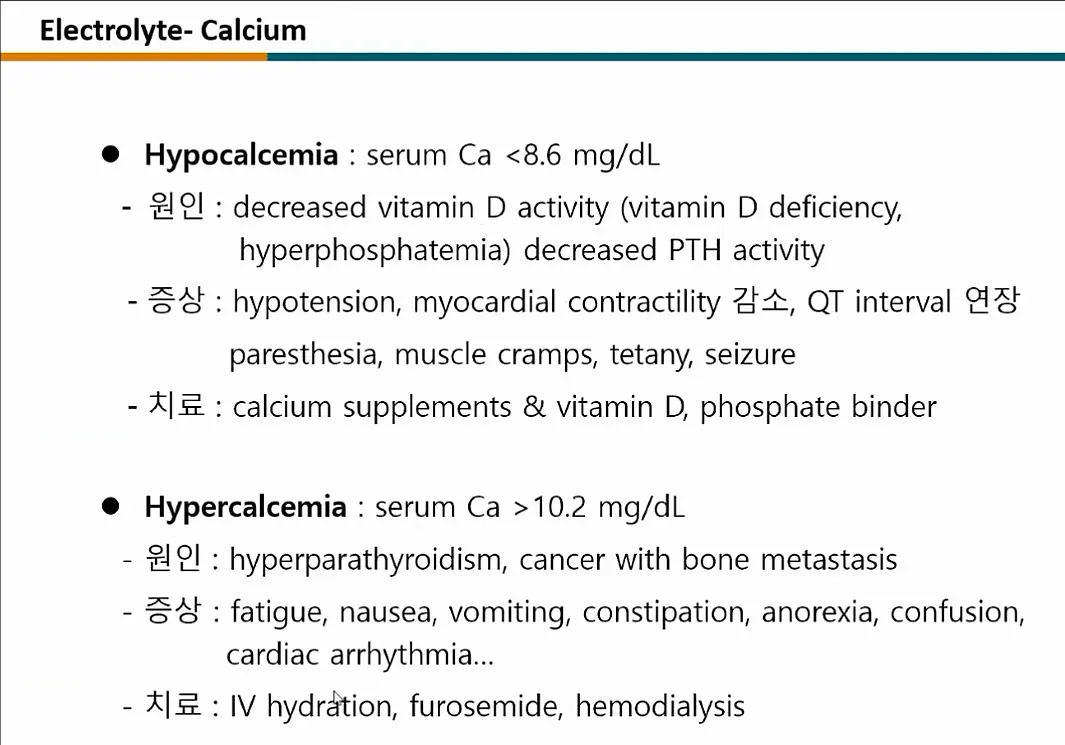 Electrolyte- Calcium
● Hypocalcemia : serum Ca <8.6 mg/dL
- 원인 : decreased vitamin D activity (vitamin D deficiency,
hyperphosphatemia) decreased PTH activity
- 증상 : hypotension, myocardial contractility 감소, QT interval 연장
paresthesia, muscle cramps, tetany, seizure
- 치료 : calcium supplements & vitamin D, phosphate binder
● Hypercalcemia : serum Ca >10.2 mg/dL
- 원인 : hyperparathyroidism, cancer with bone metastasis
- 증상 : fatigue, nausea, vomiting, constipation, anorexia, confusion,
cardiac arrhythmia...
- 치료 : IV hydration, furosemide, hemodialysis